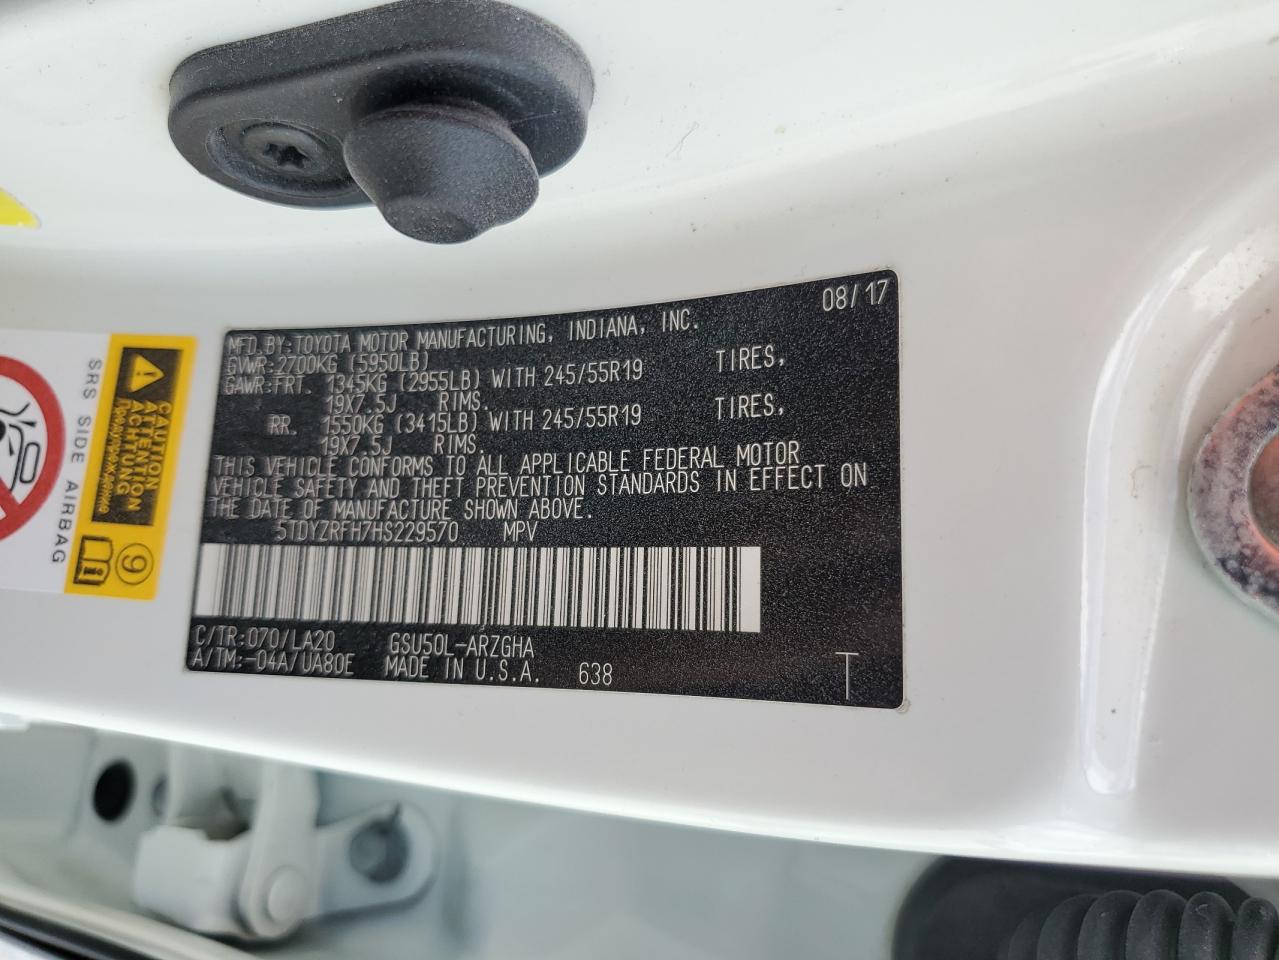 08/17
MFD.BY:TOYOTA MOTOR MANUFACTURING, INDIANA, INC.
GVWR:2700KG (5950LB)
GAWR:FRT. 1345KG (2955LB) WITH 245/55R19 TIRES,
19X7.5J RIMS.
RR. 1550KG (3415LB) WITH 245/55R19 TIRES,
19X7.5J RIMS.
THIS VEHICLE CONFORMS TO ALL APPLICABLE FEDERAL MOTOR
VEHICLE SAFETY AND THEFT PREVENTION STANDARDS IN EFFECT ON
THE DATE OF MANUFACTURE SHOWN ABOVE.
5TDYZRFH7HS229570 MPV
C/TR:070/LA20 GSU50L-ARZGHA
A/TM:-04A/UA80E MADE IN U.S.A. 638
T
SRS SIDE AIRBAG
CAUTION
ATTENTION
ACHTUNG
Предупреждение
9
i